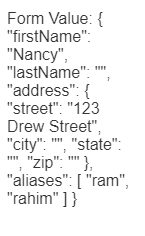 Form Value: {
"firstName":
"Nancy",
"lastName": "",
"address": {
"street": "123
Drew Street",
"city": "", "state":
"", "zip": "" },
"aliases": [ "ram",
"rahim" ] }